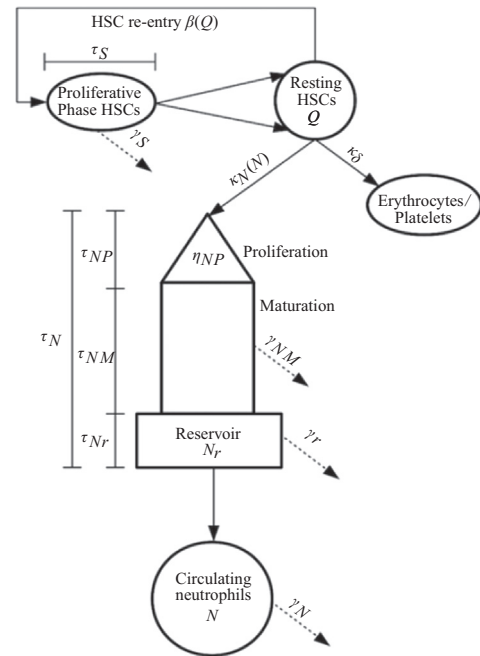 HSC re-entry β(Q)
τS
Proliferative
Phase HSCs
Resting
HSCs
Q
γS
κN(N)
κδ
Erythrocytes/
Platelets
τNP
ηNP
Proliferation
Maturation
τN
τNM
γNM
τNr
Reservoir
Nr
γr
Circulating
neutrophils
N
γN